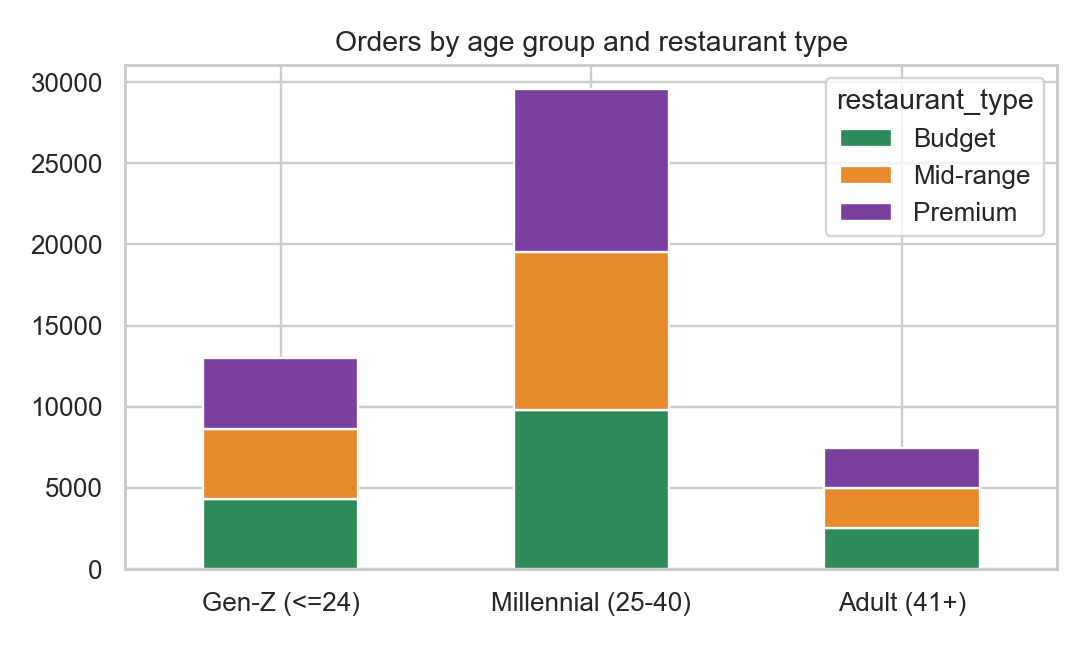 Orders by age group and restaurant type
30000
25000
20000
15000
10000
5000
0
restaurant_type
Budget
Mid-range
Premium
Gen-Z (<=24)
Millennial (25-40)
Adult (41+)